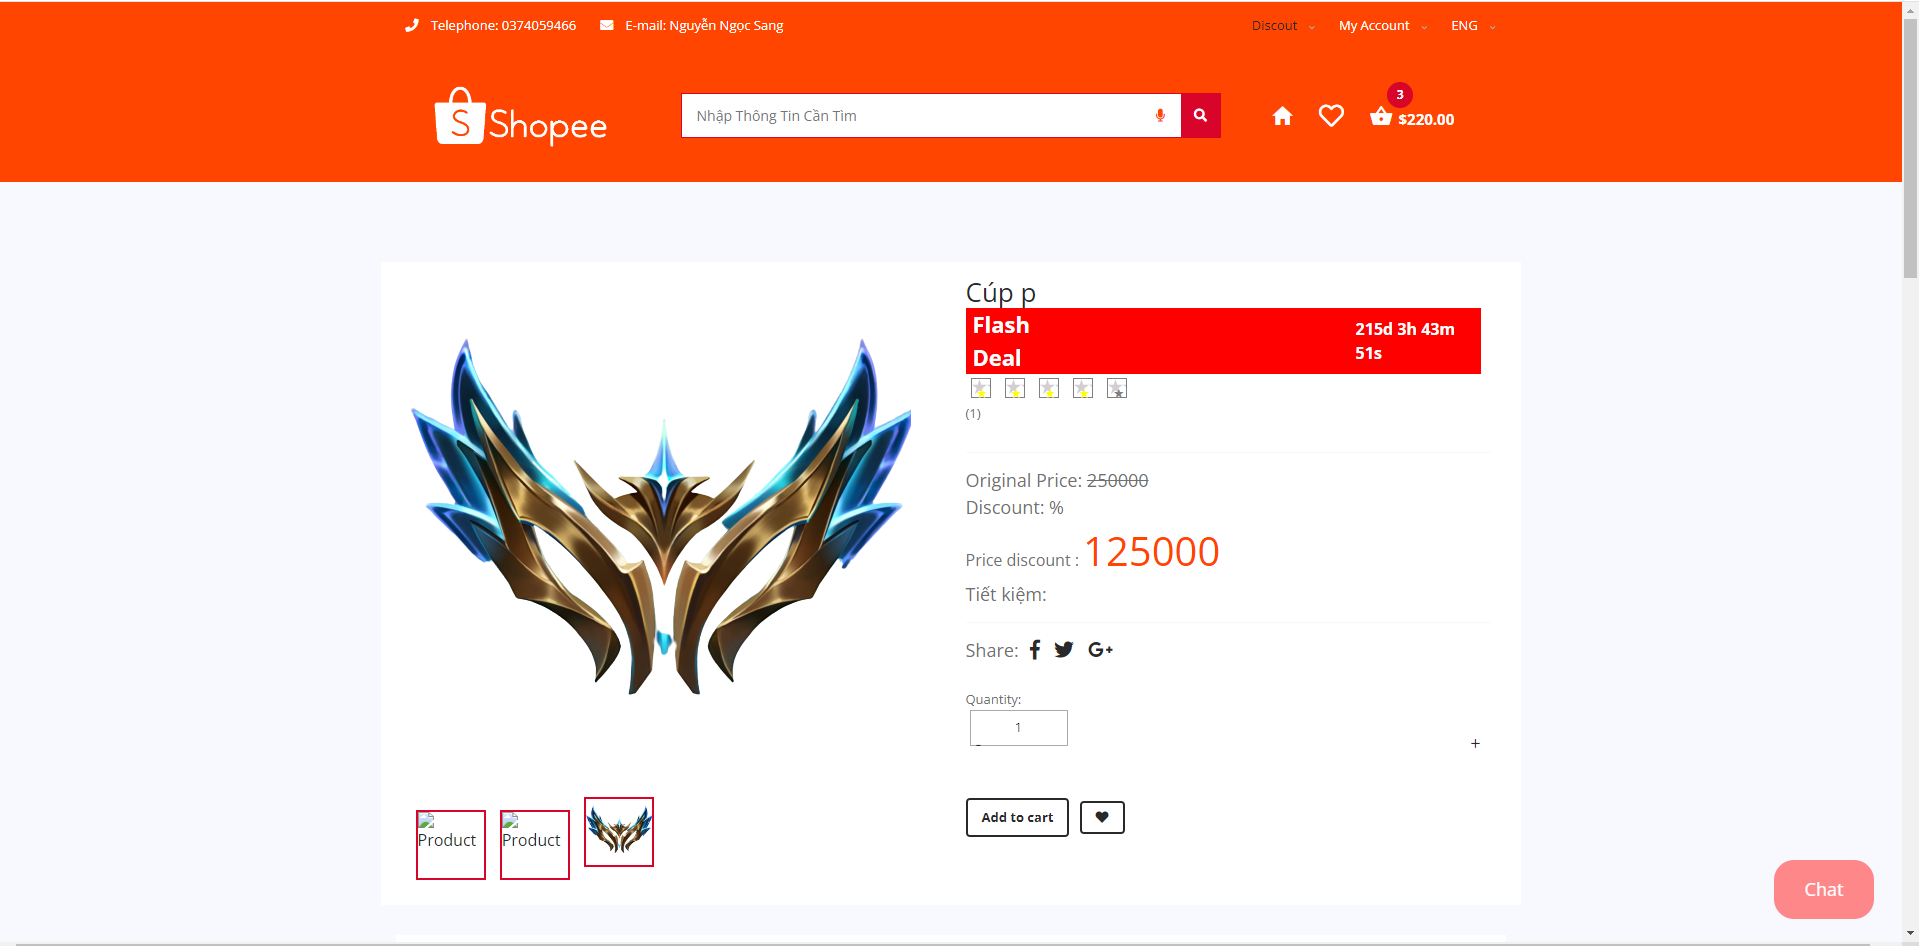 Telephone: 0374059466 E-mail: Nguyễn Ngọc Sang Discout My Account ENG
3
S Shopee Nhập Thông Tin Cần Tìm $220.00
Cúp p
Flash
Deal
215d 3h 43m
51s
(1)
Original Price: 250000
Discount: %
Price discount : 125000
Tiết kiệm:
Share: G+
Quantity:
1
- +
Add to cart
Product Product
Chat